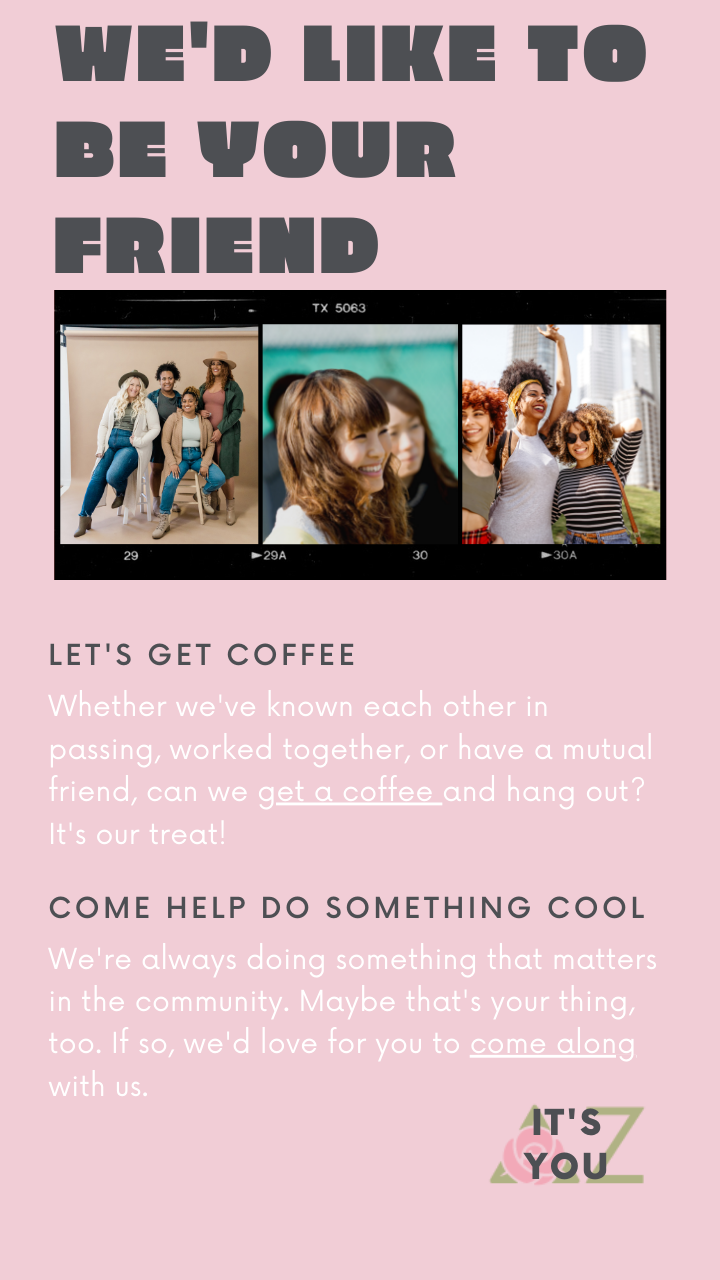 WE'D LIKE TO
BE YOUR
FRIEND
TX 5063
29
29A
30
30A
LET'S GET COFFEE
Whether we've known each other in
passing, worked together, or have a mutual
friend, can we get a coffee and hang out?
It's our treat!
COME HELP DO SOMETHING COOL
We're always doing something that matters
in the community. Maybe that's your thing,
too. If so, we'd love for you to come along
with us.
IT'S
YOU
AZ